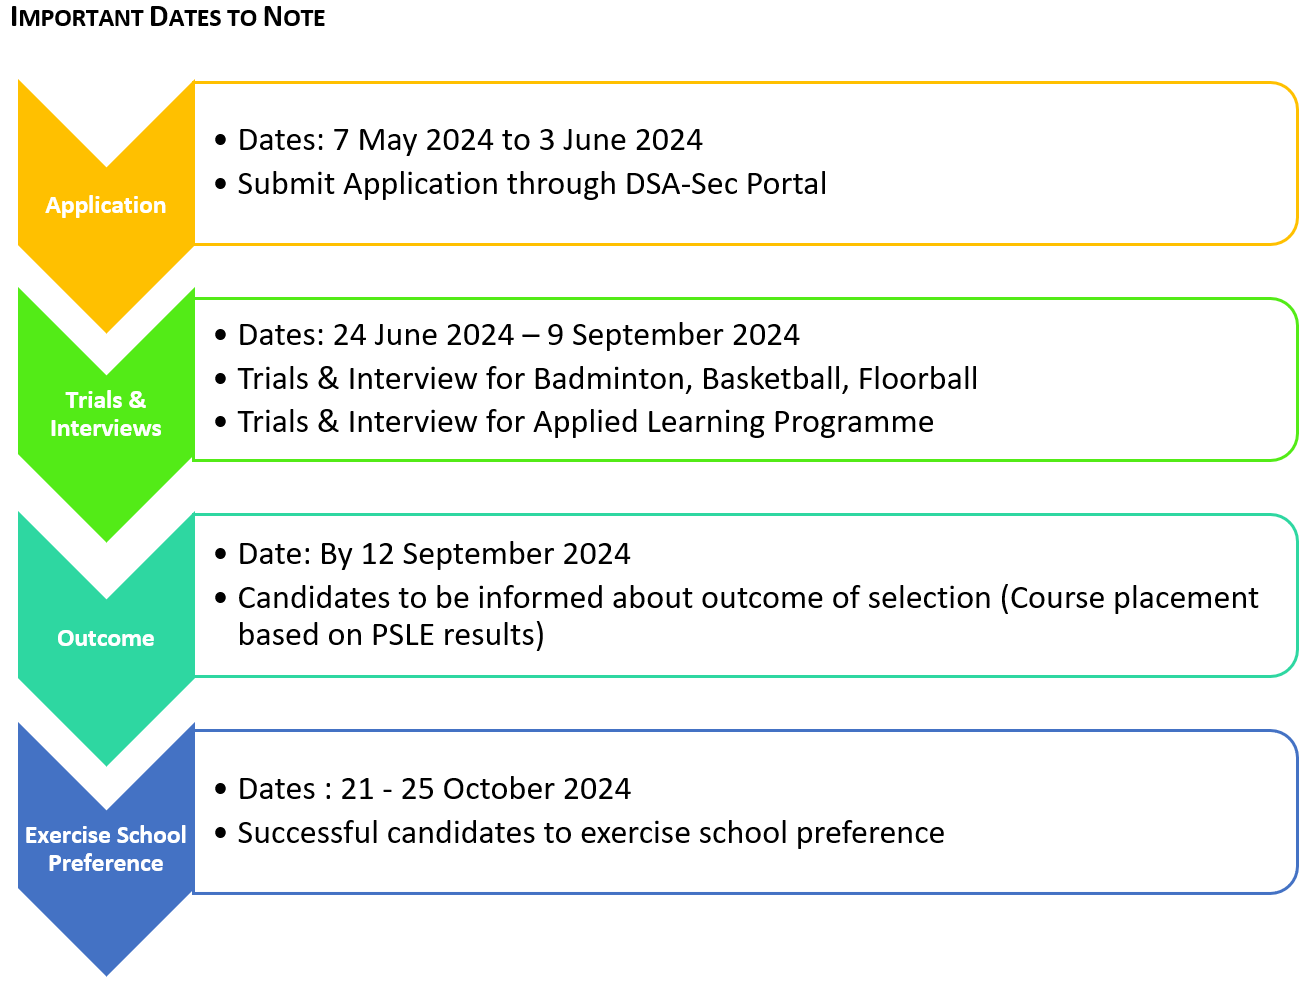 IMPORTANT DATES TO NOTE
Application
• Dates: 7 May 2024 to 3 June 2024
• Submit Application through DSA-Sec Portal
Trials &
Interviews
• Dates: 24 June 2024 – 9 September 2024
• Trials & Interview for Badminton, Basketball, Floorball
• Trials & Interview for Applied Learning Programme
Outcome
• Date: By 12 September 2024
• Candidates to be informed about outcome of selection (Course placement
based on PSLE results)
Exercise School
Preference
• Dates : 21 - 25 October 2024
• Successful candidates to exercise school preference